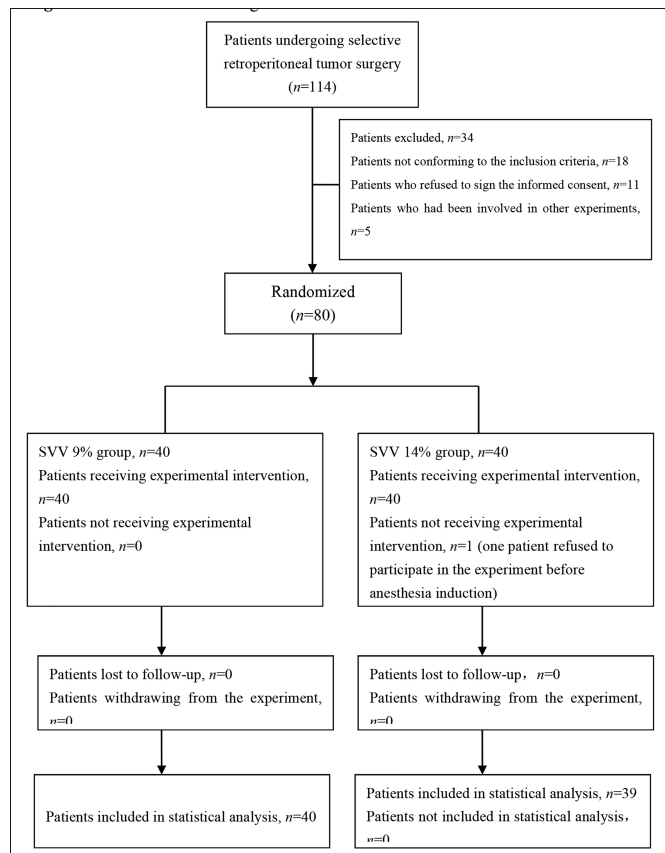 Patients undergoing selective
retroperitoneal tumor surgery
(n=114)
Patients excluded, n=34
Patients not conforming to the inclusion criteria, n=18
Patients who refused to sign the informed consent, n=11
Patients who had been involved in other experiments,
n=5
Randomized
(n=80)
SVV 9% group, n=40
Patients receiving experimental intervention,
n=40
Patients not receiving experimental
intervention, n=0
SVV 14% group, n=40
Patients receiving experimental intervention,
n=40
Patients not receiving experimental
intervention, n=1 (one patient refused to
participate in the experiment before
anesthesia induction)
Patients lost to follow-up, n=0
Patients withdrawing from the experiment,
n=0
Patients lost to follow-up，n=0
Patients withdrawing from the experiment,
n=0
Patients included in statistical analysis, n=40
Patients included in statistical analysis, n=39
Patients not included in statistical analysis，
n=0